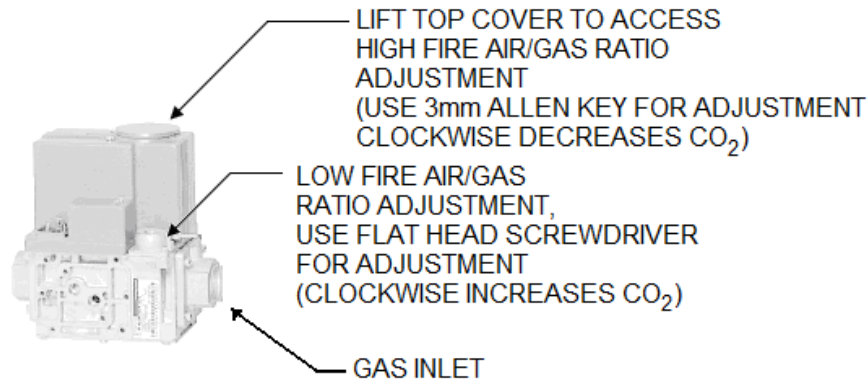 LIFT TOP COVER TO ACCESS
HIGH FIRE AIR/GAS RATIO
ADJUSTMENT
(USE 3mm ALLEN KEY FOR ADJUSTMENT
CLOCKWISE DECREASES CO₂)
LOW FIRE AIR/GAS
RATIO ADJUSTMENT,
USE FLAT HEAD SCREWDRIVER
FOR ADJUSTMENT
(CLOCKWISE INCREASES CO₂)
GAS INLET